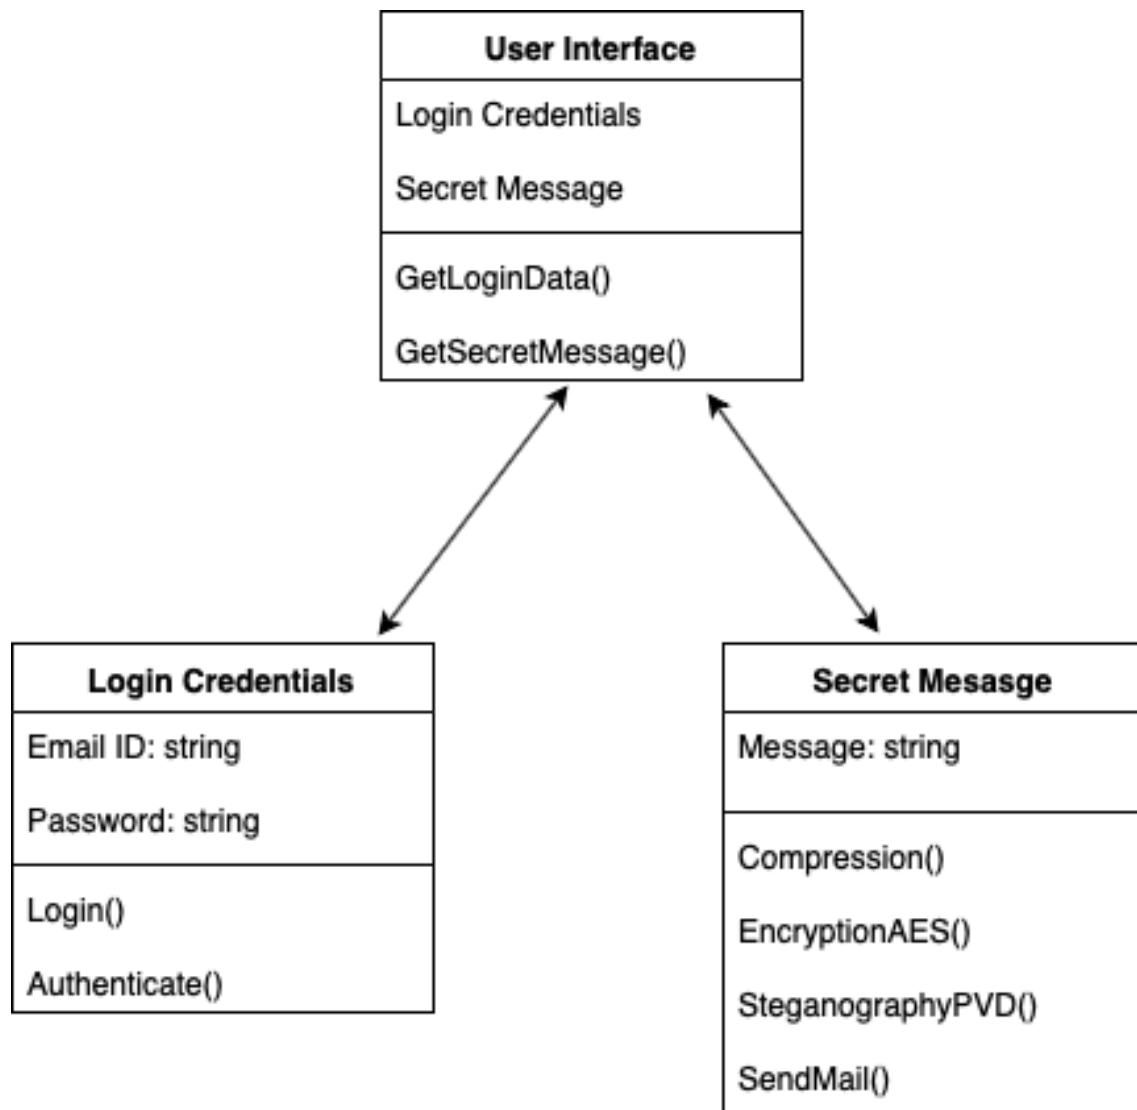 User Interface
Login Credentials
Secret Message
GetLoginData()
GetSecretMessage()
Login Credentials
Email ID: string
Password: string
Login()
Authenticate()
Secret Mesasge
Message: string
Compression()
EncryptionAES()
SteganographyPVD()
SendMail()